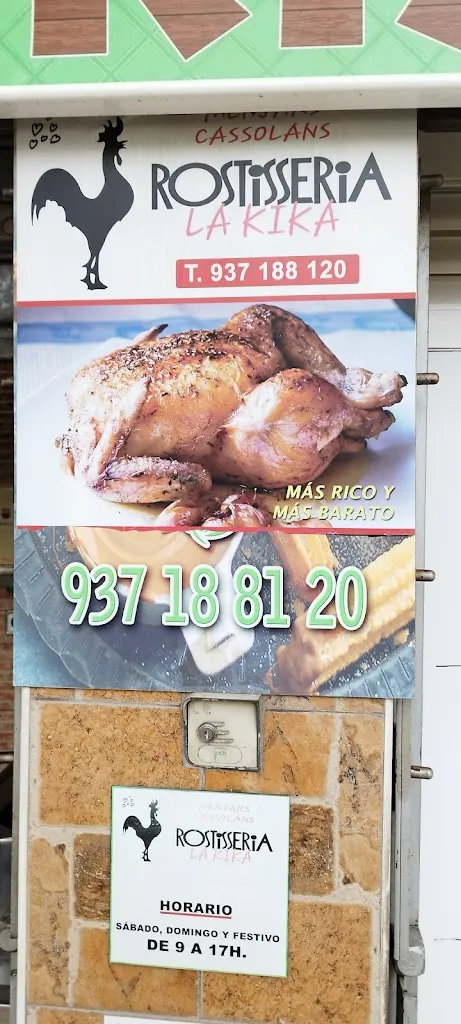 MENJARS
CASSOLANS
ROSTISSERIA
LA KIKA
T. 937 188 120
MÁS RICO Y
MÁS BARATO
937 18 81 20
MENJARS
CASSOLANS
ROSTISSERIA
LA KIKA
HORARIO
SÁBADO, DOMINGO Y FESTIVO
DE 9 A 17H.